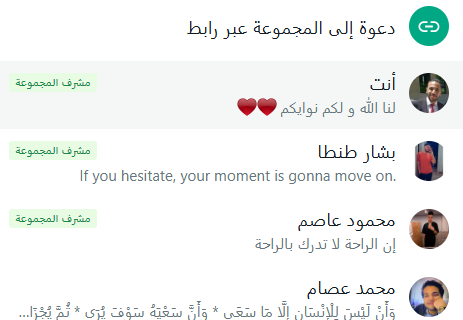 دعوة إلى المجموعة عبر رابط
أنت
مشرف المجموعة
لنا الله و لكم نوايكم ❤️❤️
بشار طنطا
مشرف المجموعة
If you hesitate, your moment is gonna move on.
محمود عاصم
مشرف المجموعة
إن الراحة لا تدرك بالراحة
محمد عصام
وَأَنْ لَيْسَ لِلْإِنْسَانِ إِلَّا مَا سَعَى * وَأَنَّ سَعْيَهُ سَوْفَ يُرَى * ثُمَّ يُجْزَا...